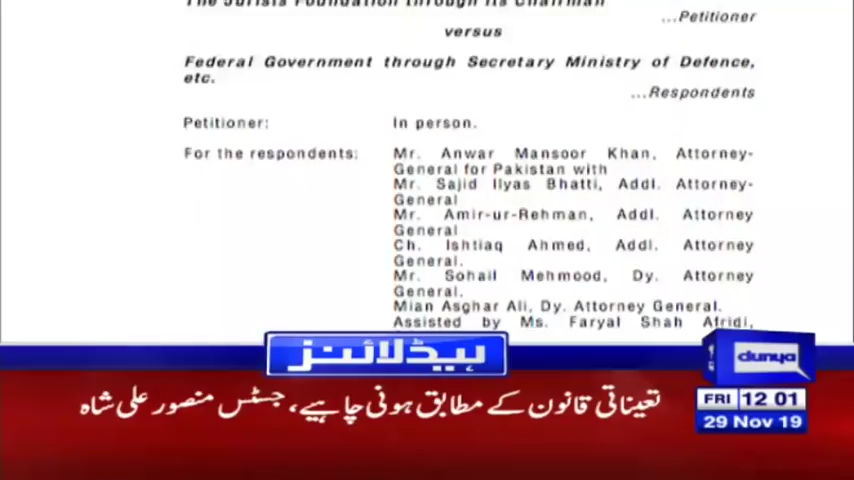 The Jurists Foundation through its Chairman
...Petitioner
versus
Federal Government through Secretary Ministry of Defence,
etc.
...Respondents
Petitioner: In person.
For the respondents: Mr. Anwar Mansoor Khan, Attorney-
General for Pakistan with
Mr. Sajid Ilyas Bhatti, Addl. Attorney-
General
Mr. Amir-ur-Rehman, Addl. Attorney
General
Ch. Ishtiaq Ahmed, Addl. Attorney
General.
Mr. Sohail Mehmood, Dy. Attorney
General.
Mian Asghar Ali, Dy. Attorney General.
Assisted by Ms. Faryal Shah Afridi,
ہیڈلائنز
dunya
تعیناتی قانون کے مطابق ہونی چاہیے، جسٹس منصور علی شاہ
FRI 12 01
29 Nov 19